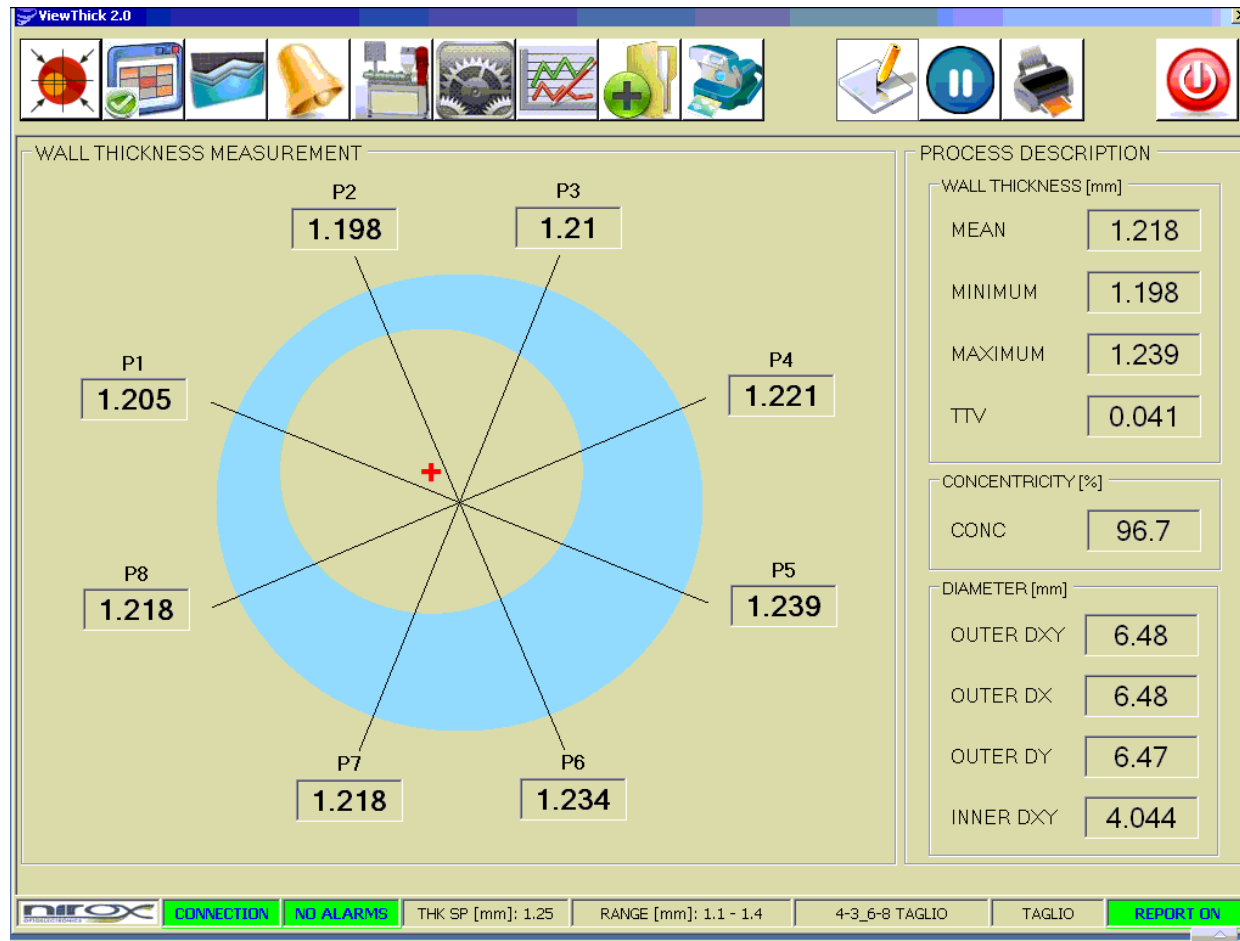 ViewThick 2.0
WALL THICKNESS MEASUREMENT
P2
1.198
P3
1.21
P1
1.205
P4
1.221
P8
1.218
P5
1.239
P7
1.218
P6
1.234
PROCESS DESCRIPTION
WALL THICKNESS [mm]
MEAN 1.218
MINIMUM 1.198
MAXIMUM 1.239
TTV 0.041
CONCENTRICITY [%]
CONC 96.7
DIAMETER [mm]
OUTER DXY 6.48
OUTER DX 6.48
OUTER DY 6.47
INNER DXY 4.044
nirox
OPTOELECTRONICS
CONNECTION
NO ALARMS
THK SP [mm]: 1.25
RANGE [mm]: 1.1 - 1.4
4-3_6-8 TAGLIO
TAGLIO
REPORT ON